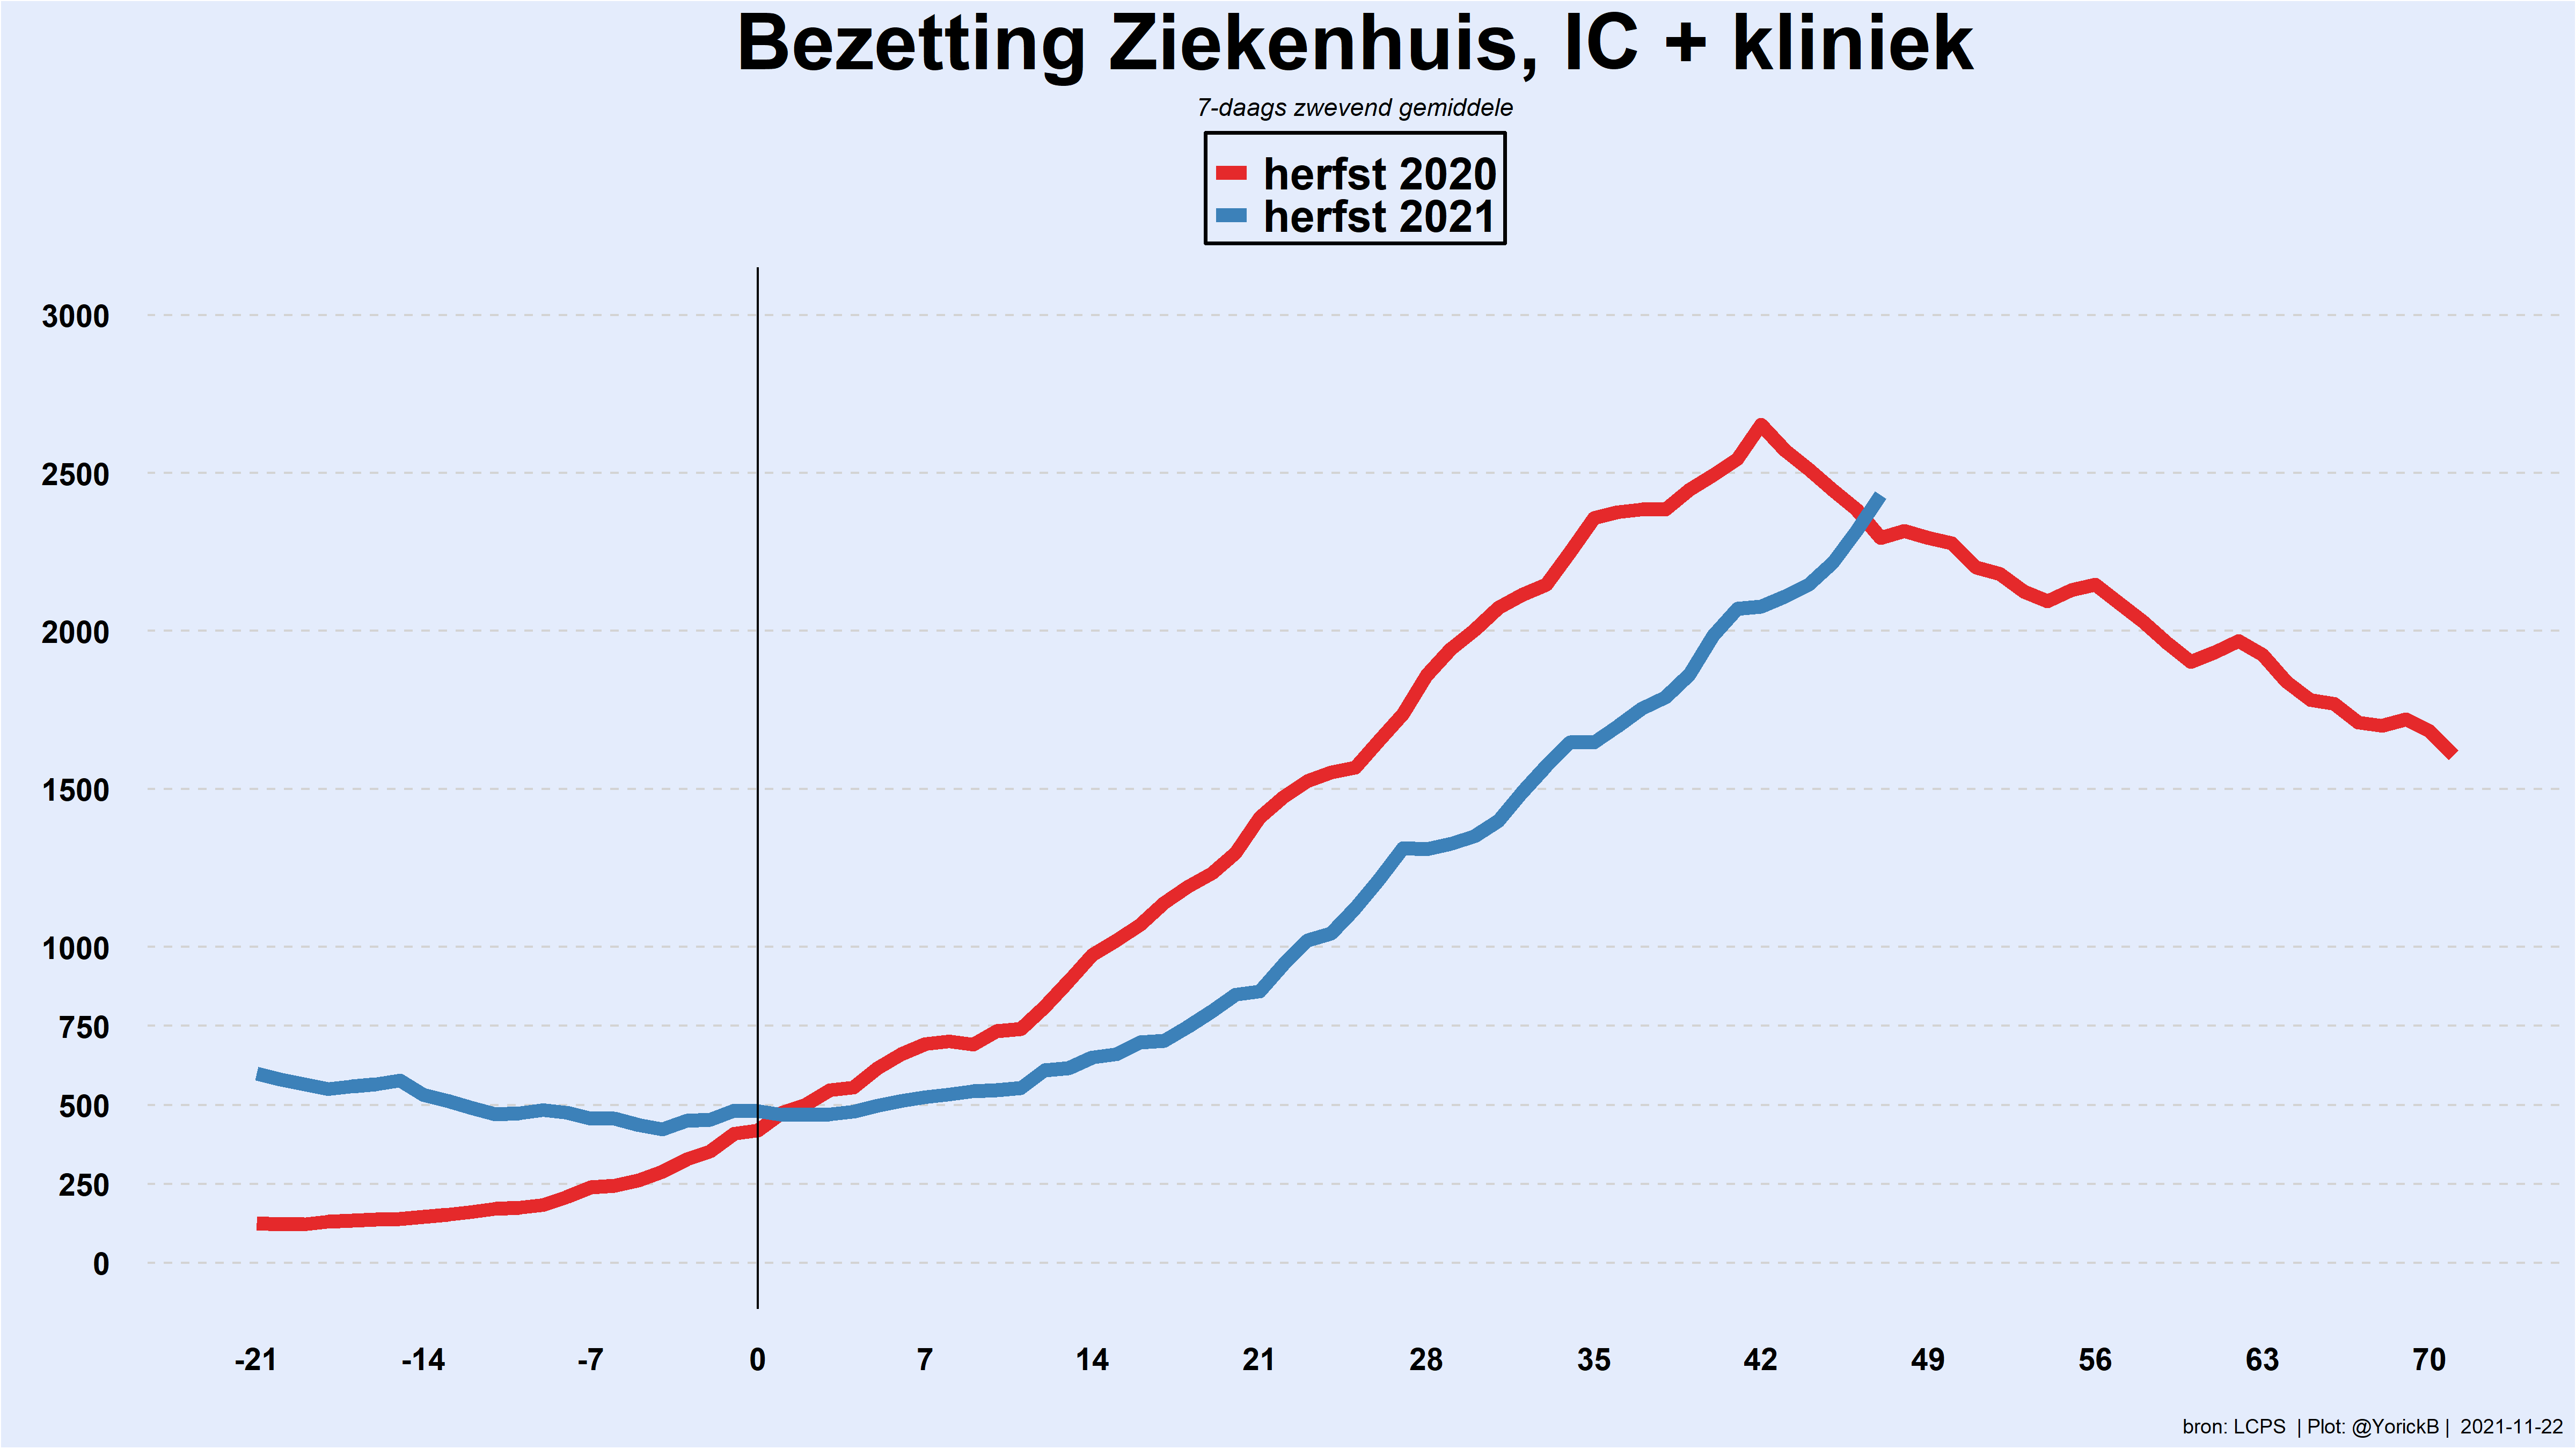 Bezetting Ziekenhuis, IC + kliniek
7-daags zwevend gemiddele
herfst 2020
herfst 2021
3000
2500
2000
1500
1000
750
500
250
0
-21 -14 -7 0 7 14 21 28 35 42 49 56 63 70
bron: LCPS | Plot: @YorickB | 2021-11-22